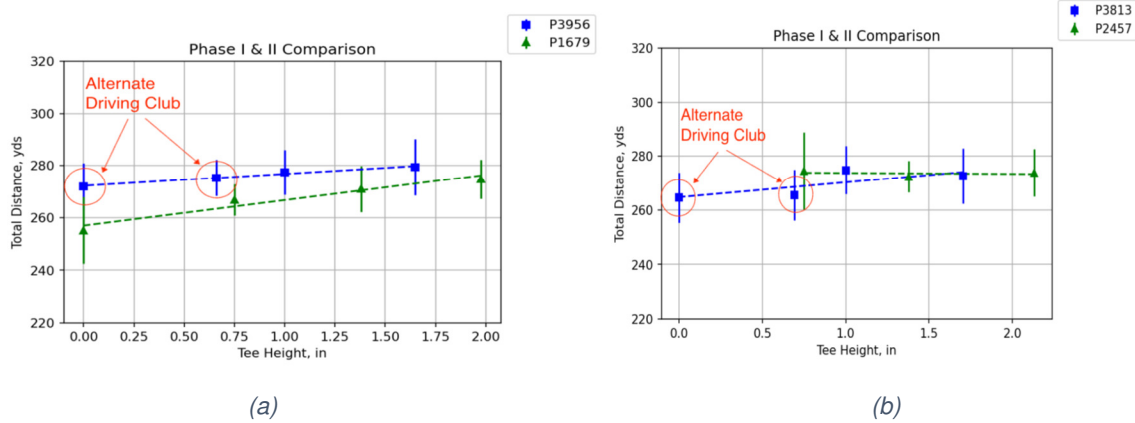 P3956
P1679
Phase I & II Comparison
320
300
280
260
240
220
Total Distance, yds
Alternate
Driving Club
0.00 0.25 0.50 0.75 1.00 1.25 1.50 1.75 2.00
Tee Height, in
(a)
P3813
P2457
Phase I & II Comparison
320
300
280
260
240
220
Total Distance, yds
Alternate
Driving Club
0.0 0.5 1.0 1.5 2.0
Tee Height, in
(b)